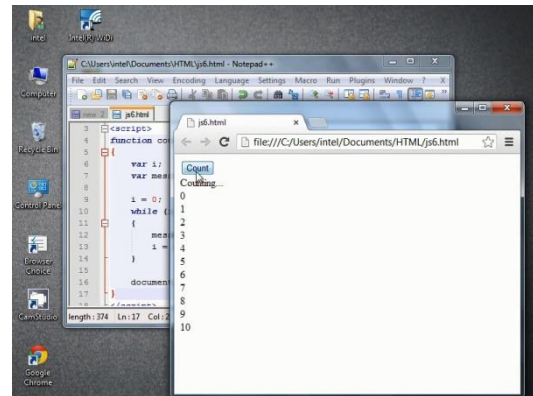 Intel
Intel(R) WiDi
Computer
Recycle Bin
Control Panel
Browser
Choice
CamStudio
Google
Chrome
C:\Users\intel\Documents\HTML\js6.html - Notepad++
File Edit Search View Encoding Language Settings Macro Run Plugins Window ? X
new 2 js6.html
3 <script>
4 function cou
5 {
6 var i;
7 var mes
8
9 i = 0;
10 while (
11 {
12 mes
13 i =
14 }
15
16 document
17 }
18 </script>
length : 374 Ln : 17 Col : 2
js6.html
file:///C:/Users/intel/Documents/HTML/js6.html
Count
Counting...
0
1
2
3
4
5
6
7
8
9
10